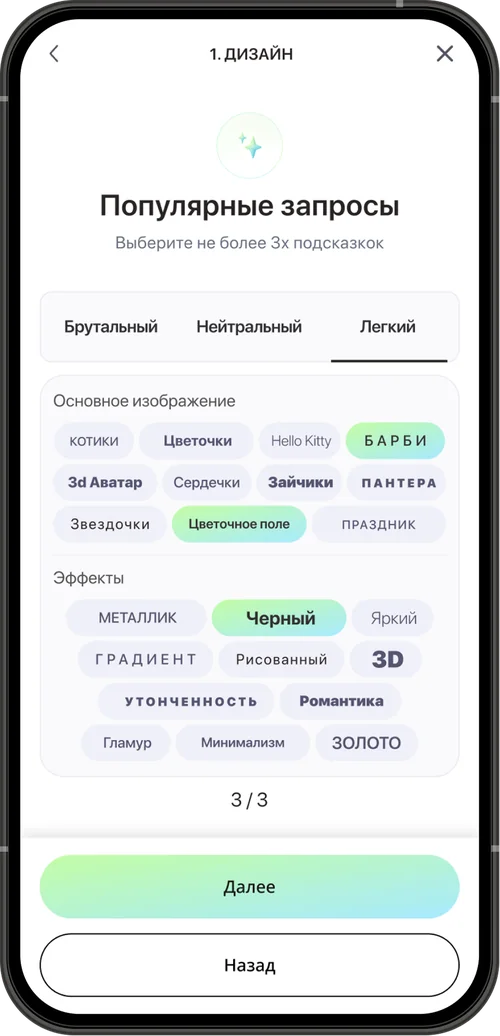 1. ДИЗАЙН
Популярные запросы
Выберите не более 3х подсказкок
Брутальный Нейтральный Легкий
Основное изображение
котики Цветочки Hello Kitty БАРБИ
3d Аватар Сердечки Зайчики ПАНТЕРА
Звездочки Цветочное поле ПРАЗДНИК
Эффекты
МЕТАЛЛИК Черный Яркий
ГРАДИЕНТ Рисованный 3D
УТОНЧЕННОСТЬ Романтика
Гламур Минимализм ЗОЛОТО
3 / 3
Далее
Назад